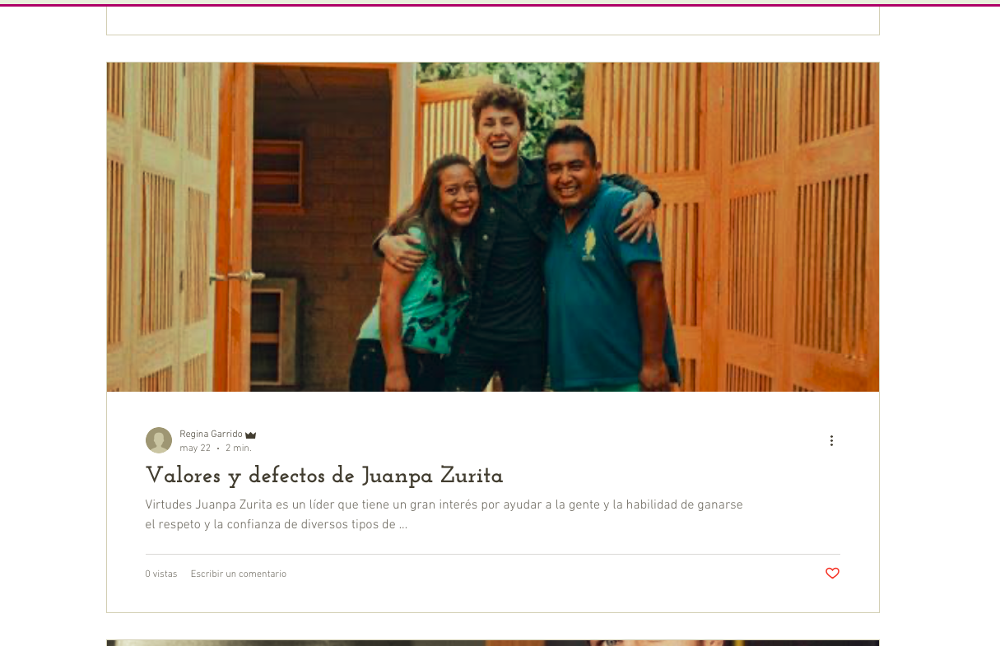 Regina Garrido
may 22 · 2 min.
Valores y defectos de Juanpa Zurita
Virtudes Juanpa Zurita es un líder que tiene un gran interés por ayudar a la gente y la habilidad de ganarse
el respeto y la confianza de diversos tipos de ...
0 vistas Escribir un comentario